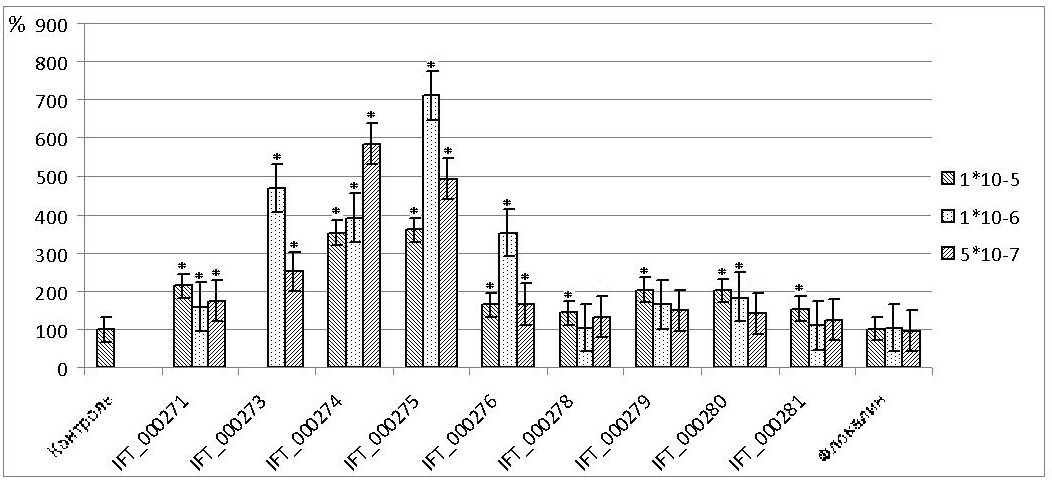 % 900
800
700
600
500
400
300
200
100
0
* * * * * * * * * * * * * * * * * * *
1*10-5
1*10-6
5*10-7
Контроль
IFT_000271
IFT_000273
IFT_000274
IFT_000275
IFT_000276
IFT_000278
IFT_000279
IFT_000280
IFT_000281
Флокалин